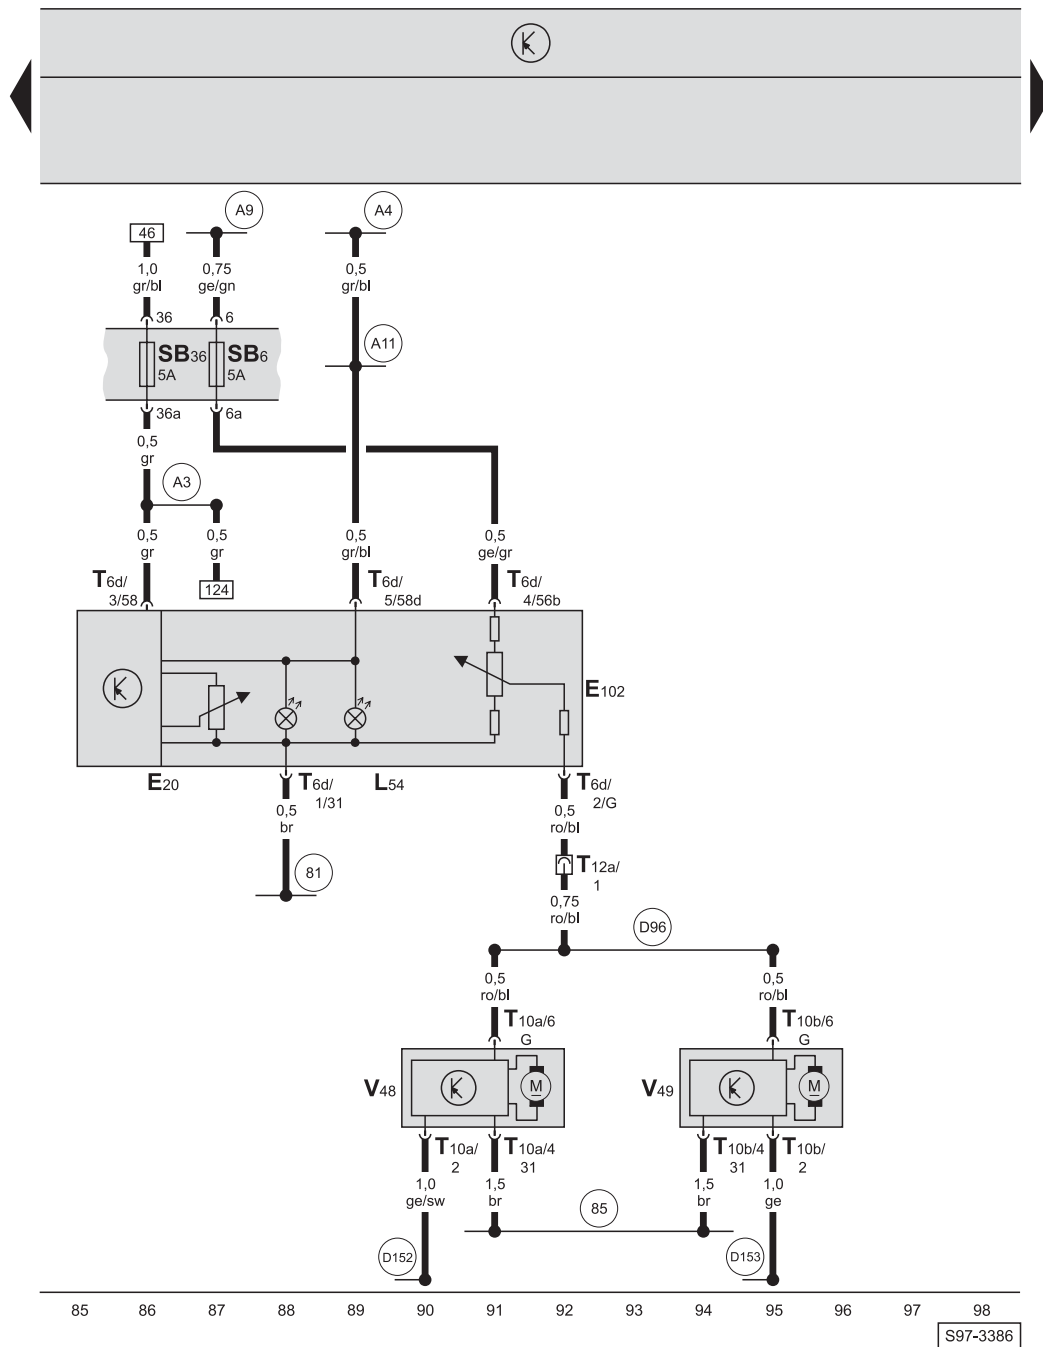 A9
A4
46
1,0
gr/bl
0,75
ge/gn
0,5
gr/bl
36
6
A11
SB36
5A
SB6
5A
36a
6a
0,5
gr
A3
0,5
gr
0,5
gr
0,5
gr/bl
0,5
ge/gr
T6d/
3/58
124
T6d/
5/58d
T6d/
4/56b
E102
E20
T6d/
1/31
L54
T6d/
2/G
0,5
br
0,5
ro/bl
81
T12a/
1
0,75
ro/bl
D96
0,5
ro/bl
0,5
ro/bl
T10a/6
G
T10b/6
G
V48
M
V49
M
T10a/
2
T10a/4
31
T10b/4
31
T10b/
2
1,0
ge/sw
1,5
br
1,5
br
1,0
ge
85
D152
D153
85 86 87 88 89 90 91 92 93 94 95 96 97 98
S97-3386